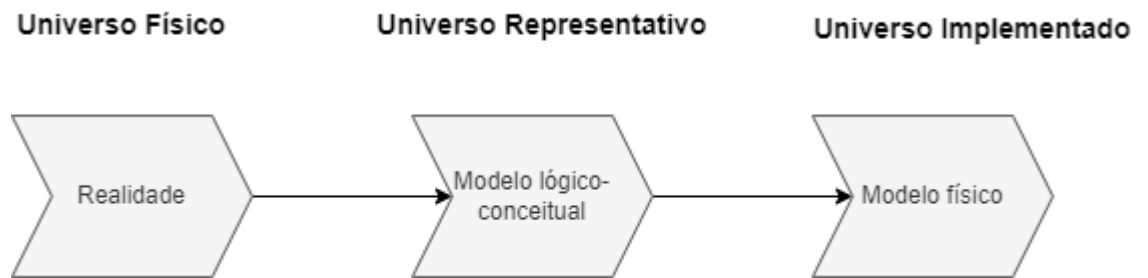 Universo Físico
Universo Representativo
Universo Implementado
Realidade
Modelo lógico-
conceitual
Modelo físico